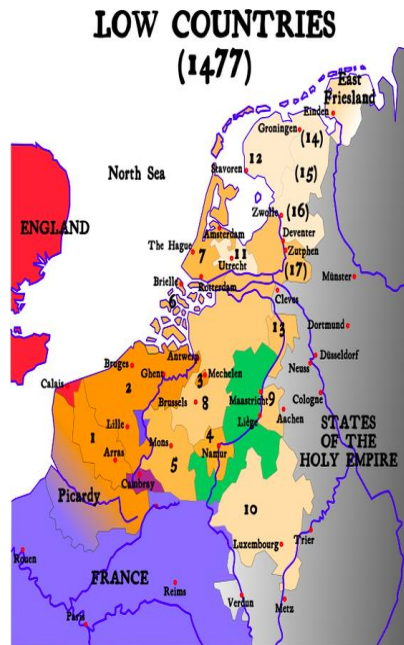 LOW COUNTRIES
(1477)
East
Friesland
Emden
Groningen
(14)
12
Stavoren
(15)
North Sea
Zwolle
(16)
ENGLAND
Amsterdam
Deventer
The Hague
7
11
Utrecht
Zutphen
(17)
Brielle
Rotterdam
Münster
Cleves
6
13
Dortmund
Bruges
Antwerp
Düsseldorf
Calais
Ghent
3
Mechelen
Neuss
2
Brussels
8
Maastricht
9
Cologne
Lille
Aachen
1
4
Liège
STATES
OF THE
HOLY EMPIRE
Mons
Arras
5
Namur
Cambray
Picardy
10
Luxembourg
Trier
Rouen
FRANCE
Reims
Verdun
Metz
Paris